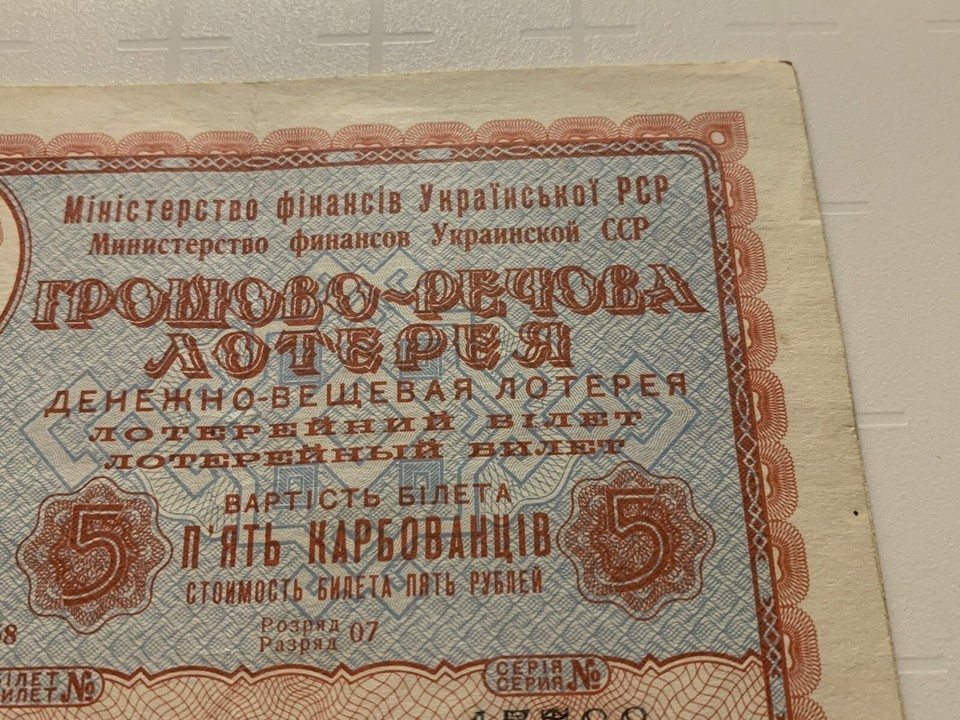 Міністерство фінансів Української РСР
Министерство финансов Украинской ССР
ГРОШОВО-РЕЧОВА
ЛОТЕРЕЯ
ДЕНЕЖНО-ВЕЩЕВАЯ ЛОТЕРЕЯ
ЛОТЕРЕЙНИЙ БІЛЕТ
ЛОТЕРЕЙНЫЙ БИЛЕТ
ВАРТІСТЬ БІЛЕТА
5 П'ЯТЬ КАРБОВАНЦІВ 5
СТОИМОСТЬ БИЛЕТА ПЯТЬ РУБЛЕЙ
Розряд
Разряд 07
№
СЕРІЯ
СЕРИЯ №